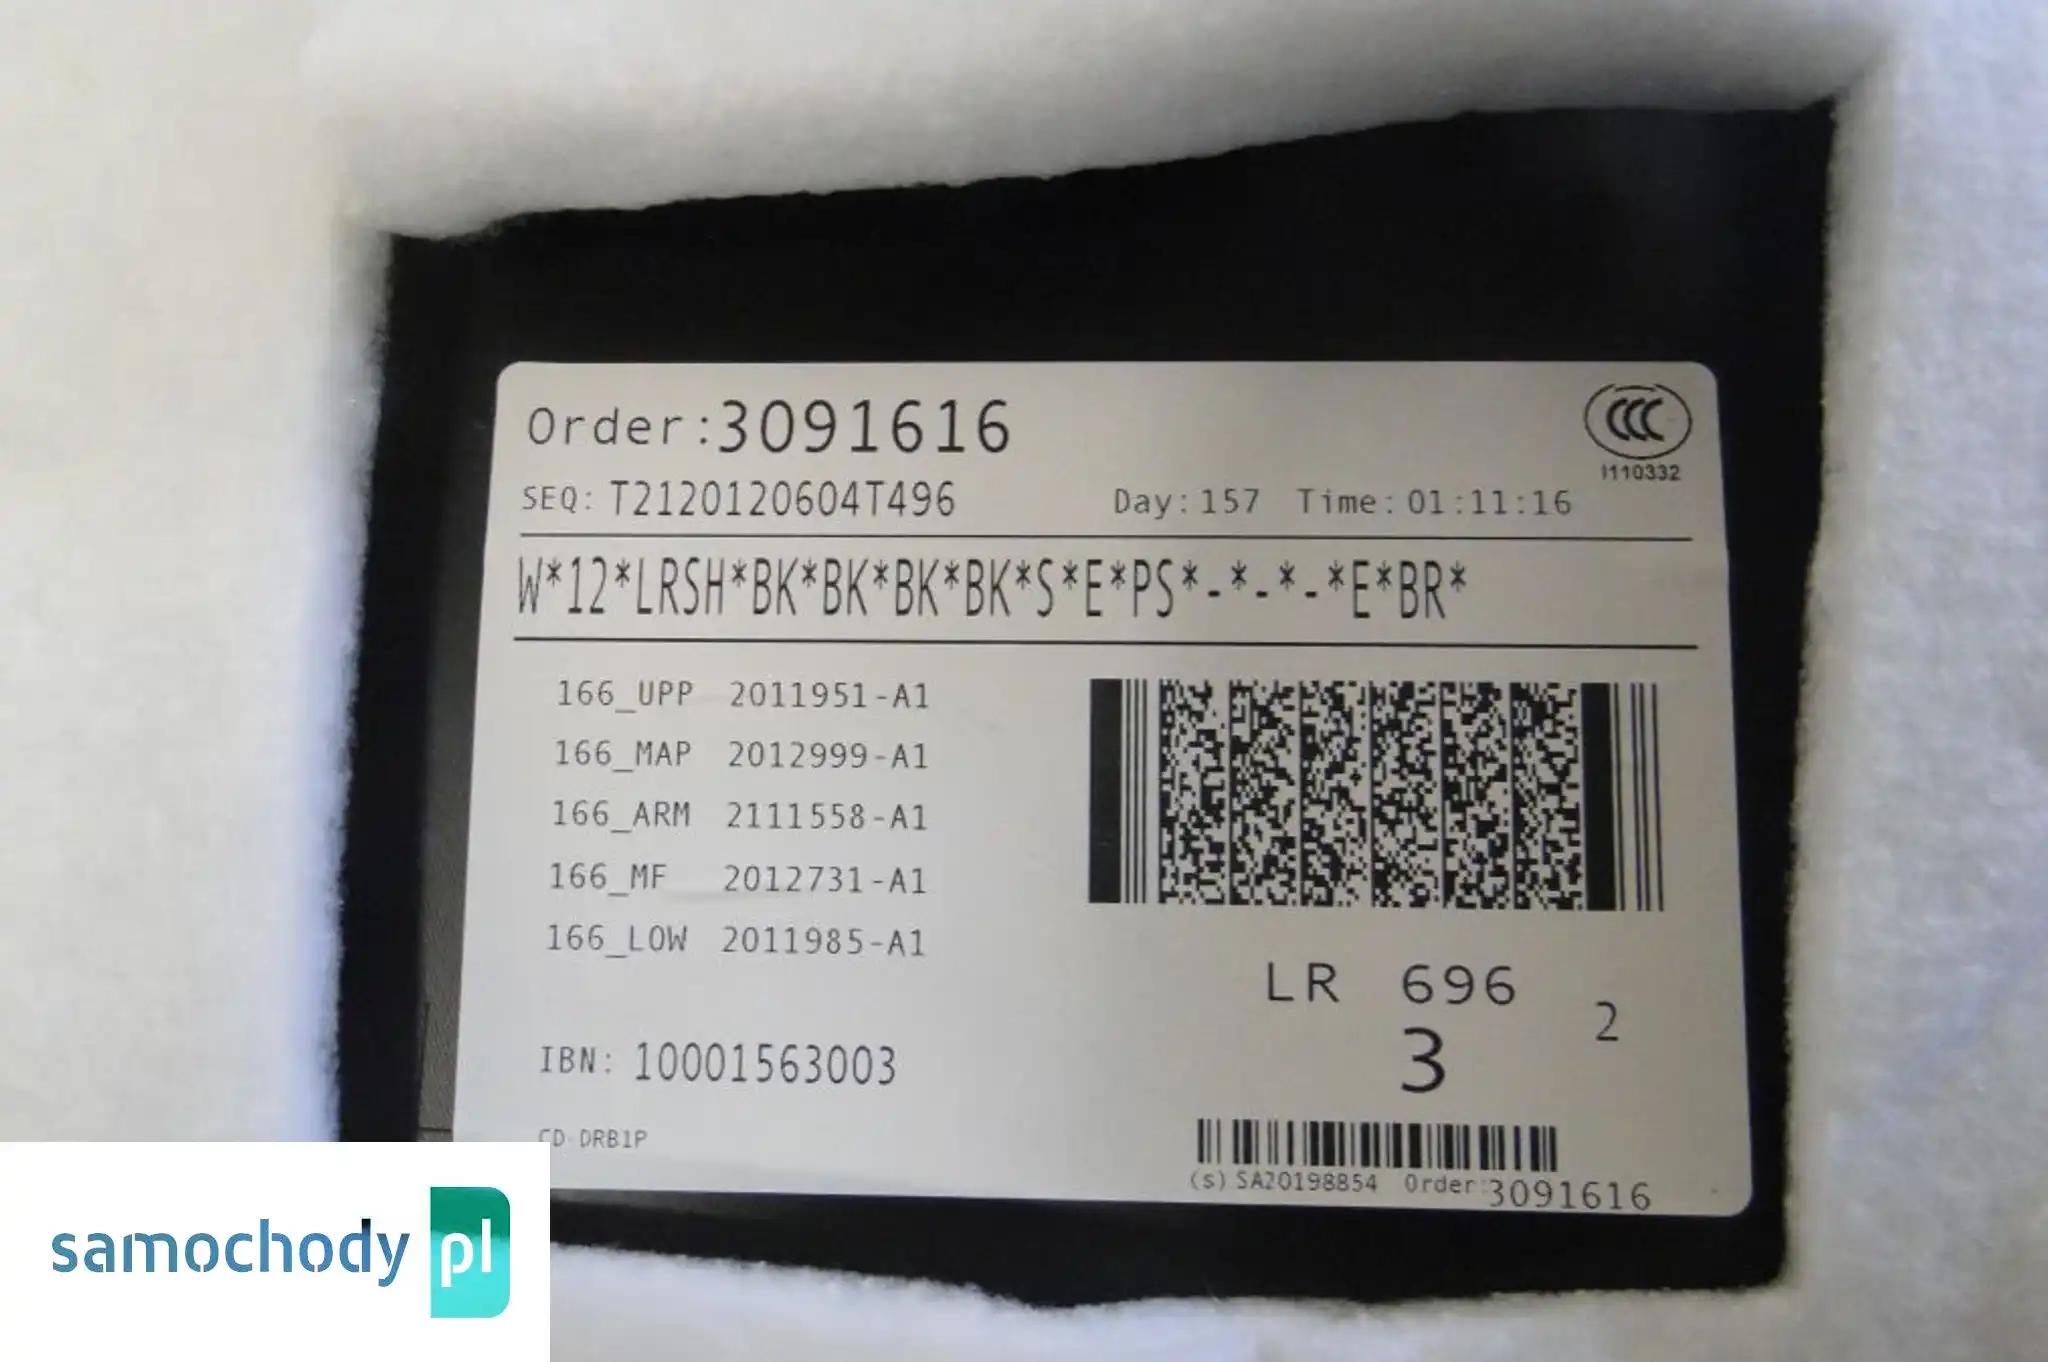 Order:3091616
CCC
I110332
SEQ: T2120120604T496 Day:157 Time:01:11:16
W*12*LRSH*BK*BK*BK*BK*S*E*PS*-*-*-*E*BR*
166_UPP 2011951-A1
166_MAP 2012999-A1
166_ARM 2111558-A1
166_MF 2012731-A1
166_LOW 2011985-A1
LR 696
2
3
IBN: 10001563003
CD-DRB1P
(s) SA20198854 Order:3091616
samochody pl